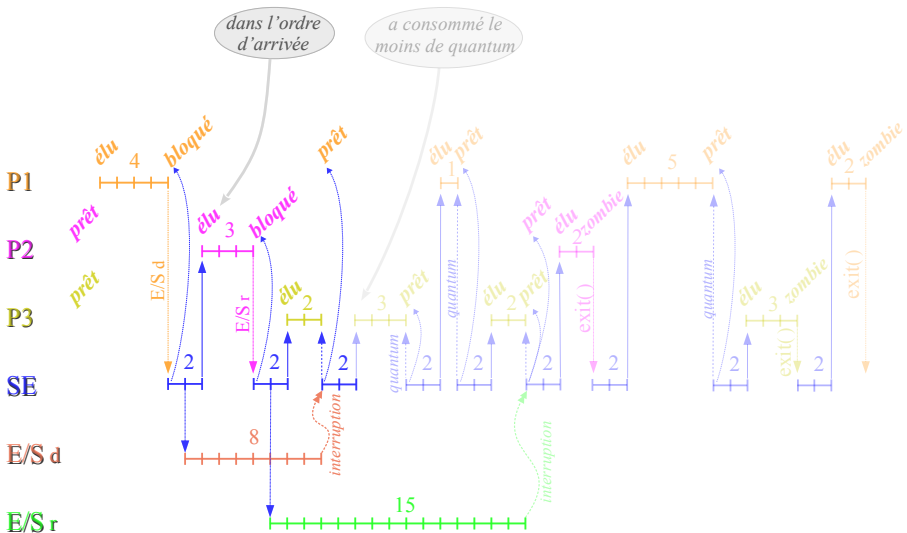 dans l'ordre
d'arrivée
a consommé le
moins de quantum
élu
4
bloqué
prêt
élu
1
prêt
élu
5
prêt
élu
2
zombie
P1
prêt
élu
3
bloqué
prêt
élu
2
zombie
P2
prêt
élu
2
3
prêt
élu
2
prêt
élu
3
zombie
P3
E/S d
E/S r
quantum
quantum
exit()
quantum
exit()
exit()
SE
2
2
2
2
2
2
2
2
2
E/S d
8
interruption
E/S r
15
interruption